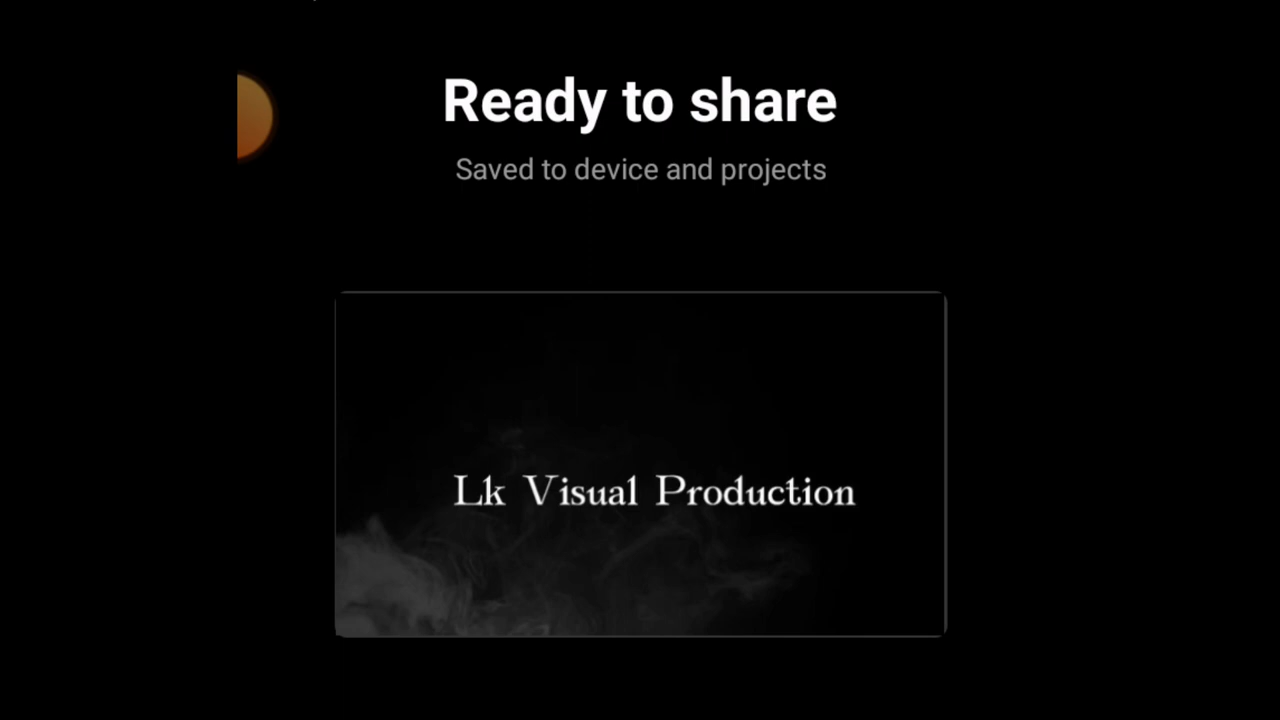 Ready to share
Saved to device and projects
Lk Visual Production